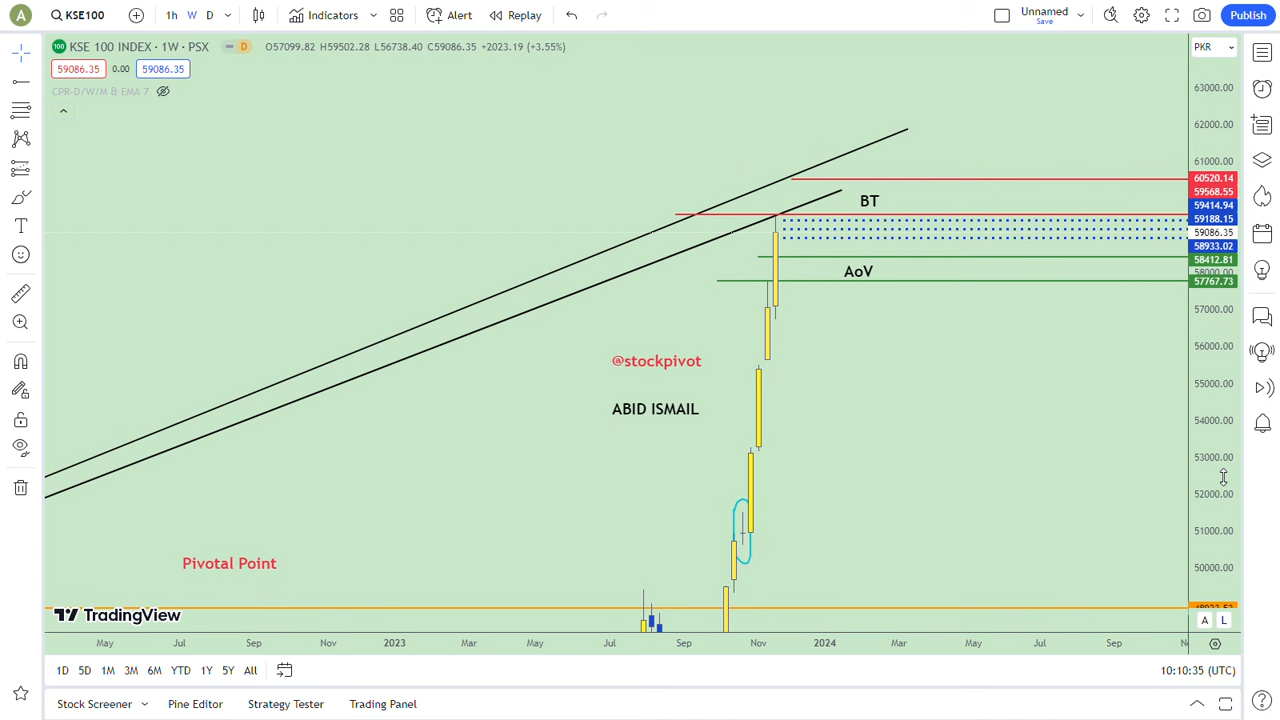 A KSE100 1h W D Indicators Alert Replay Unnamed Save Publish
100 KSE 100 INDEX · 1W · PSX D O57099.82 H59502.28 L56738.40 C59086.35 +2023.19 (+3.55%) PKR
59086.35 0.00 59086.35
CPR-D/W/M & EMA 7
63000.00
62000.00
61000.00
60520.14
59568.55
BT
59414.94
59188.15
59086.35
58933.02
58412.81
AoV
58000.00
57767.73
57000.00
56000.00
@stockpivot
55000.00
ABID ISMAIL
54000.00
53000.00
52000.00
51000.00
Pivotal Point
50000.00
TradingView
A L
May Jul Sep Nov 2023 Mar May Jul Sep Nov 2024 Mar May Jul Sep
1D 5D 1M 3M 6M YTD 1Y 5Y All 10:10:35 (UTC)
Stock Screener Pine Editor Strategy Tester Trading Panel